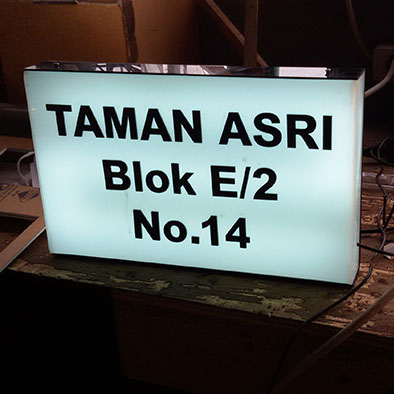 TAMAN ASRI
Blok E/2
No.14